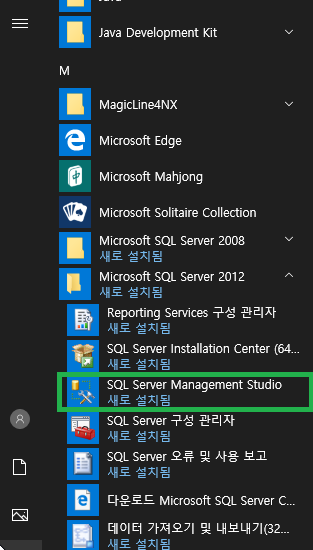 Java
Java Development Kit
M
MagicLine4NX
Microsoft Edge
Microsoft Mahjong
Microsoft Solitaire Collection
Microsoft SQL Server 2008
새로 설치됨
Microsoft SQL Server 2012
새로 설치됨
Reporting Services 구성 관리자
새로 설치됨
SQL Server Installation Center (64...
새로 설치됨
SQL Server Management Studio
새로 설치됨
SQL Server 구성 관리자
새로 설치됨
SQL Server 오류 및 사용 보고
새로 설치됨
다운로드 Microsoft SQL Server C...
데이터 가져오기 및 내보내기(32...
새로 설치됨